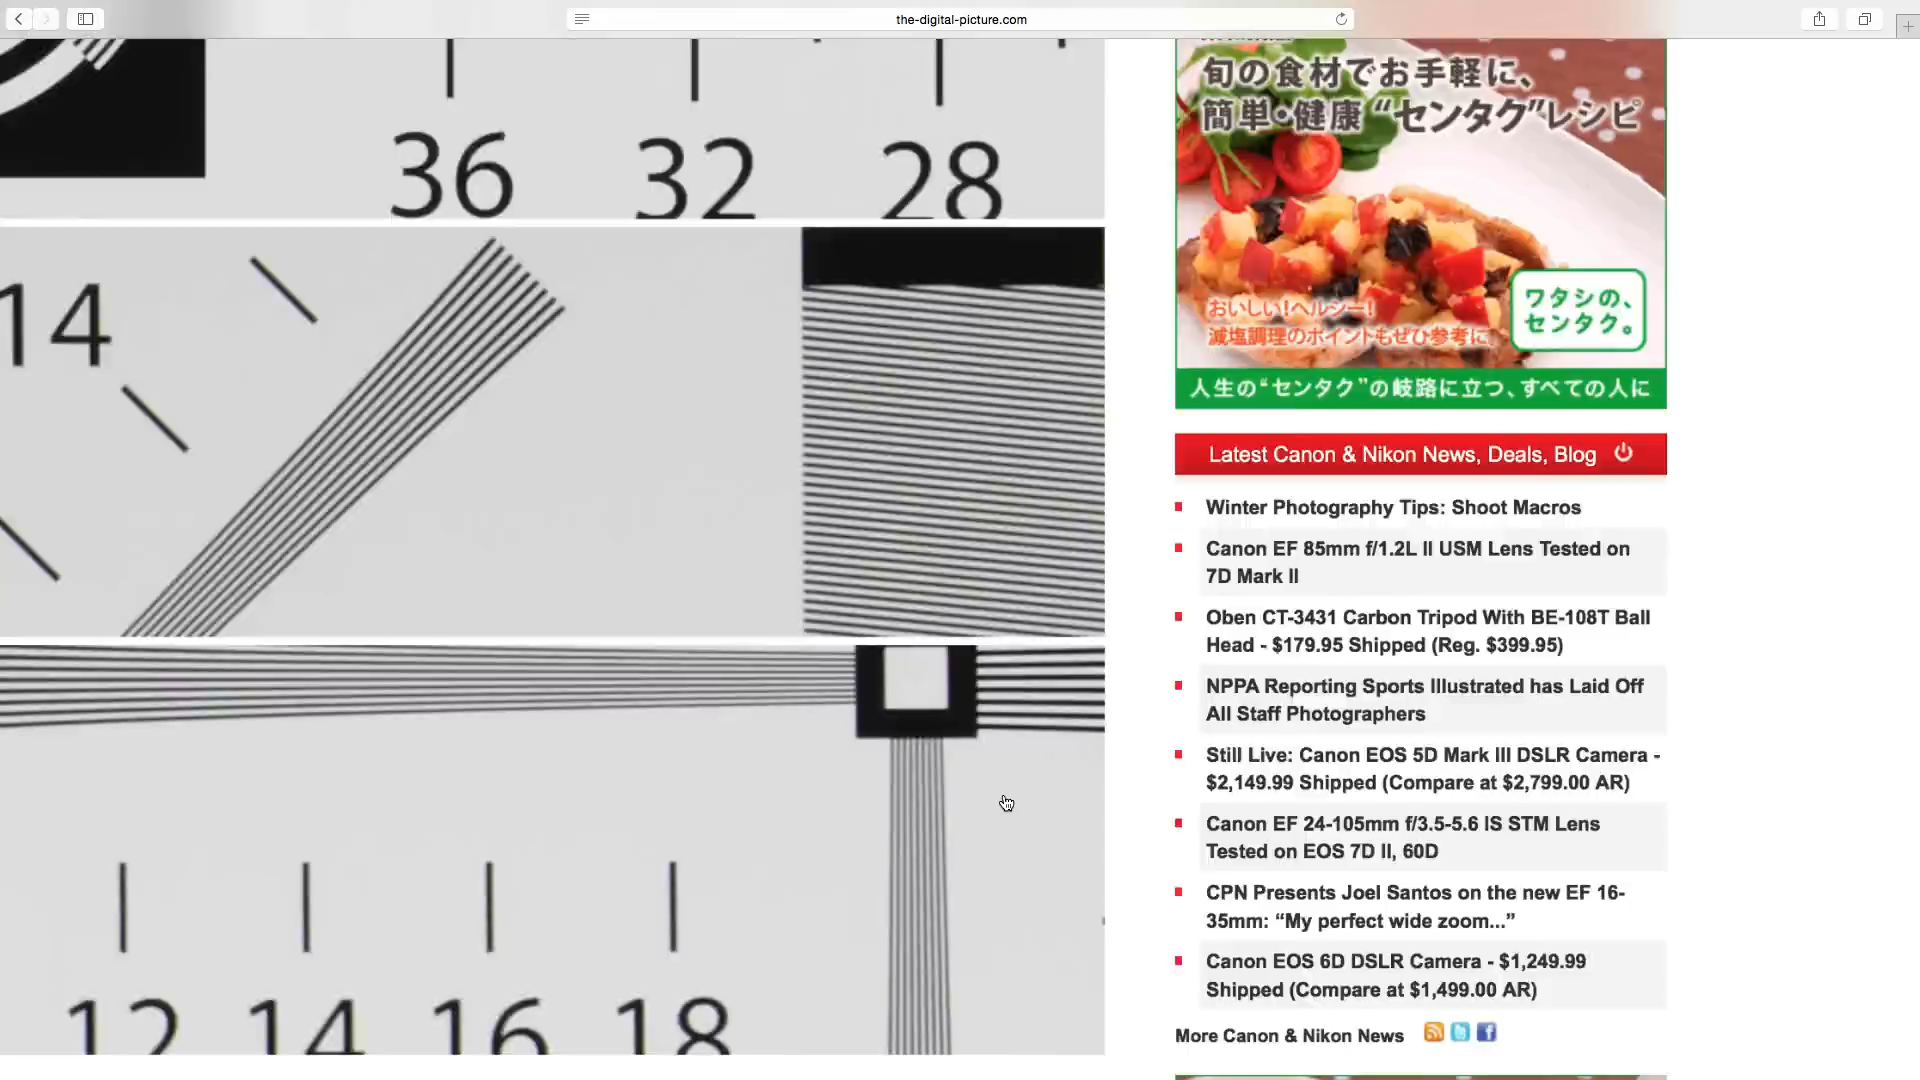 the-digital-picture.com
36 32 28
14
12 14 16 18
旬の食材でお手軽に、
簡単・健康“センタク”レシピ
おいしい!ヘルシー!
減塩調理のポイントもぜひ参考に
ワタシの、
センタク。
人生の“センタク”の岐路に立つ、すべての人に
Latest Canon & Nikon News, Deals, Blog
Winter Photography Tips: Shoot Macros
Canon EF 85mm f/1.2L II USM Lens Tested on
7D Mark II
Oben CT-3431 Carbon Tripod With BE-108T Ball
Head - $179.95 Shipped (Reg. $399.95)
NPPA Reporting Sports Illustrated has Laid Off
All Staff Photographers
Still Live: Canon EOS 5D Mark III DSLR Camera -
$2,149.99 Shipped (Compare at $2,799.00 AR)
Canon EF 24-105mm f/3.5-5.6 IS STM Lens
Tested on EOS 7D II, 60D
CPN Presents Joel Santos on the new EF 16-
35mm: “My perfect wide zoom...”
Canon EOS 6D DSLR Camera - $1,249.99
Shipped (Compare at $1,499.00 AR)
More Canon & Nikon News